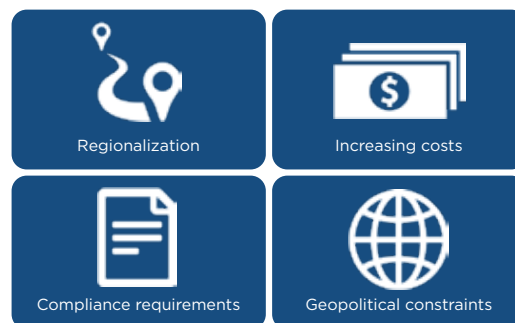 Regionalization
Increasing costs
Compliance requirements
Geopolitical constraints